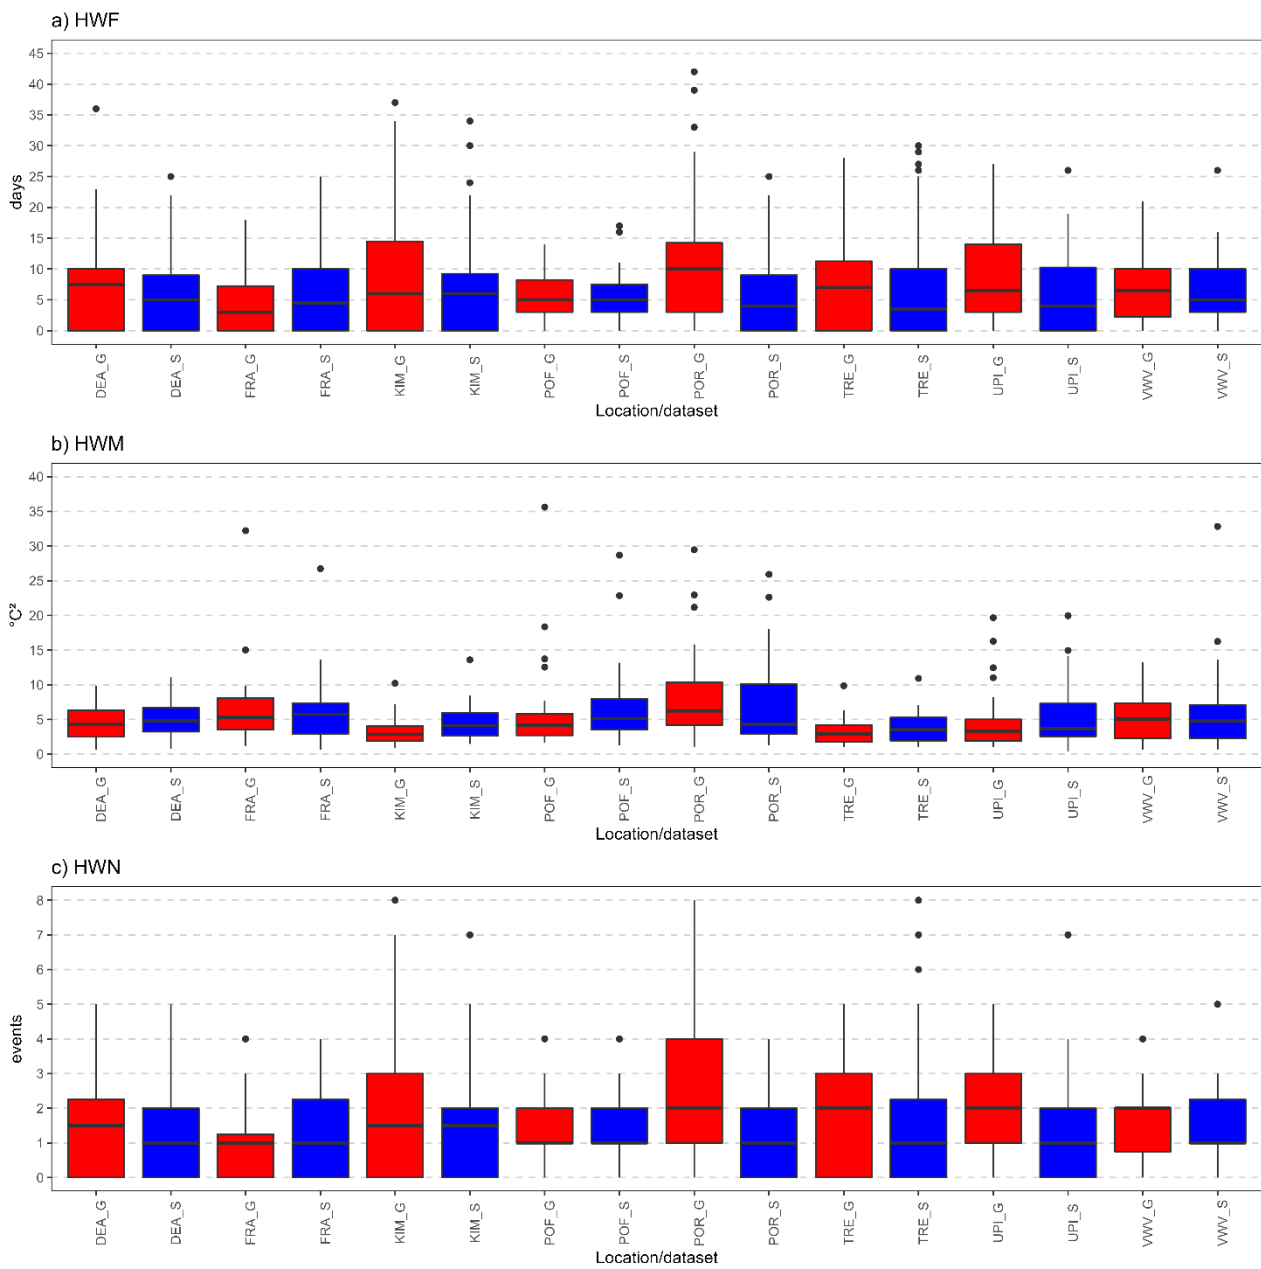 a) HWF
45
40
35
30
25
20
15
10
5
0
days
DEA_G
DEA_S
FRA_G
FRA_S
KIM_G
KIM_S
POF_G
POF_S
POR_G
POR_S
TRE_G
TRE_S
UPI_G
UPI_S
VWV_G
VWV_S
Location/dataset
b) HWM
40
35
30
25
20
15
10
5
0
°C²
DEA_G
DEA_S
FRA_G
FRA_S
KIM_G
KIM_S
POF_G
POF_S
POR_G
POR_S
TRE_G
TRE_S
UPI_G
UPI_S
VWV_G
VWV_S
Location/dataset
c) HWN
8
7
6
5
4
3
2
1
0
events
DEA_G
DEA_S
FRA_G
FRA_S
KIM_G
KIM_S
POF_G
POF_S
POR_G
POR_S
TRE_G
TRE_S
UPI_G
UPI_S
VWV_G
VWV_S
Location/dataset